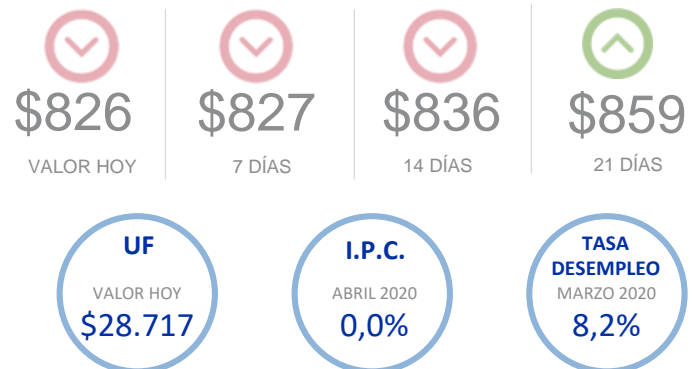 $826
$827
$836
$859
VALOR HOY
7 DÍAS
14 DÍAS
21 DÍAS
UF
VALOR HOY
$28.717
I.P.C.
ABRIL 2020
0,0%
TASA
DESEMPLEO
MARZO 2020
8,2%